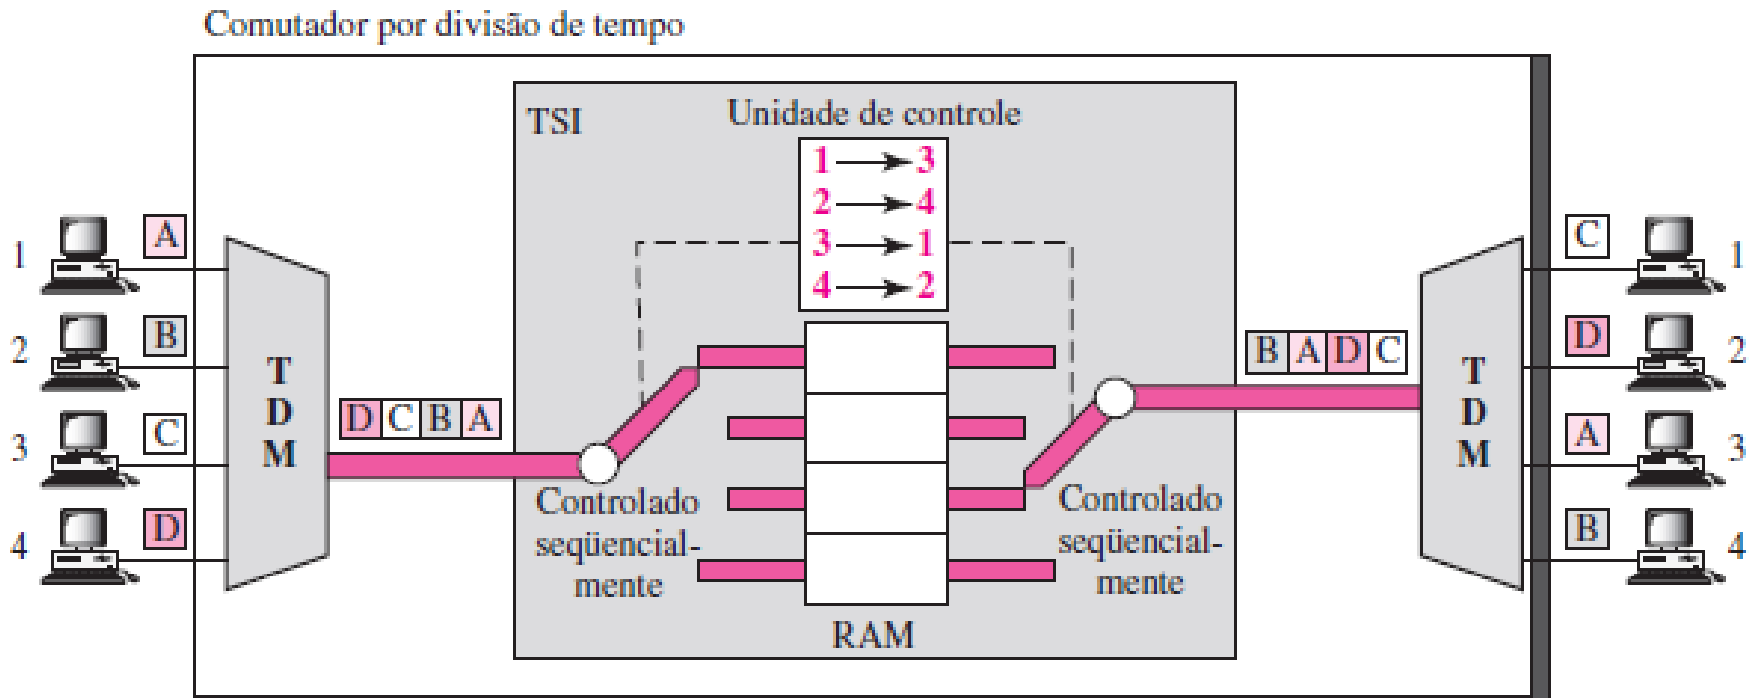 Comutador por divisão de tempo
TSI
Unidade de controle
1 → 3
2 → 4
3 → 1
4 → 2
1
A
2
B
3
C
4
D
T
D
M
D C B A
Controlado
seqüencial-
mente
RAM
Controlado
seqüencial-
mente
B A D C
T
D
M
C
1
D
2
A
3
B
4